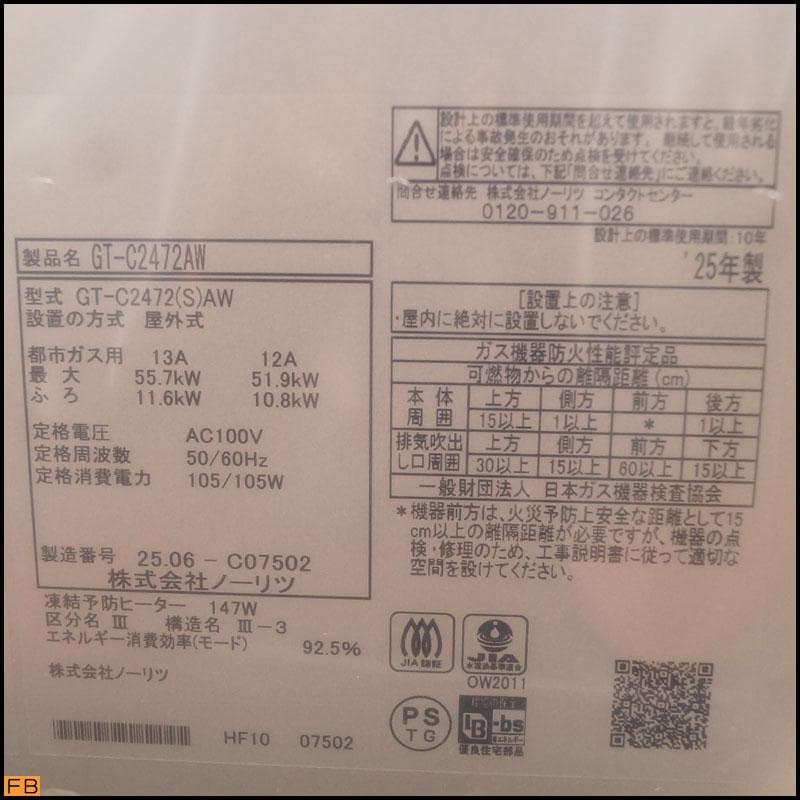 設計上の標準使用期間を超えて使用されますと、経年劣化
による事故発生のおそれがあります。継続して使用される
場合は安全確保のため点検を受けてください。
点検については、下記「問合せ連絡先」にご連絡ください。
問合せ連絡先 株式会社ノーリツ コンタクトセンター
0120-911-026
設計上の標準使用期間:10年
'25年製
製品名 GT-C2472AW
型式 GT-C2472(S)AW
設置の方式 屋外式
都市ガス用 13A 12A
最大 55.7kW 51.9kW
ふろ 11.6kW 10.8kW
定格電圧 AC100V
定格周波数 50/60Hz
定格消費電力 105/105W
製造番号 25.06 - C07502
株式会社ノーリツ
凍結予防ヒーター 147W
区分名 Ⅲ 構造名 Ⅲ-3
エネルギー消費効率(モード) 92.5%
株式会社ノーリツ
HF10 07502
[設置上の注意]
・屋内に絶対に設置しないでください。
ガス機器防火性能評定品
可燃物からの離隔距離(cm)
本体周囲 上方 側方 前方 後方
15以上 1以上 * 1以上
排気吹出し口周囲 上方 側方 前方 下方
30以上 15以上 60以上 15以上
一般財団法人 日本ガス機器検査協会
*機器前方は、火災予防上安全な距離として15
cm以上の離隔距離が必要ですが、機器の点
検・修理のため、工事説明書に従って適切な
空間を設けてください。
JIA認証
JIA
水道法基準適合
OW2011
PS
TG
BL-bs
優良住宅部品
FB